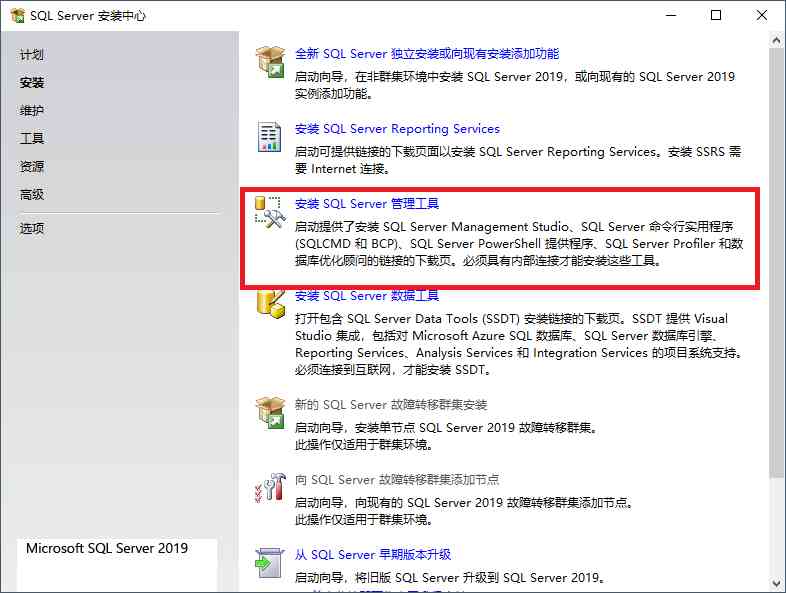 SQL Server 安装中心
计划
安装
维护
工具
资源
高级
选项
Microsoft SQL Server 2019
全新 SQL Server 独立安装或向现有安装添加功能
启动向导，在非群集环境中安装 SQL Server 2019，或向现有的 SQL Server 2019
实例添加功能。
安装 SQL Server Reporting Services
启动可提供链接的下载页面以安装 SQL Server Reporting Services。安装 SSRS 需
要 Internet 连接。
安装 SQL Server 管理工具
启动提供了安装 SQL Server Management Studio、SQL Server 命令行实用程序
(SQLCMD 和 BCP)、SQL Server PowerShell 提供程序、SQL Server Profiler 和数
据库优化顾问的链接的下载页。必须具有内部连接才能安装这些工具。
安装 SQL Server 数据工具
打开包含 SQL Server Data Tools (SSDT) 安装链接的下载页。SSDT 提供 Visual
Studio 集成，包括对 Microsoft Azure SQL 数据库、SQL Server 数据库引擎、
Reporting Services、Analysis Services 和 Integration Services 的项目系统支持。
必须连接到互联网，才能安装 SSDT。
新的 SQL Server 故障转移群集安装
启动向导，安装单节点 SQL Server 2019 故障转移群集。
此操作仅适用于群集环境。
向 SQL Server 故障转移群集添加节点
启动向导，向现有的 SQL Server 2019 故障转移群集添加节点。
此操作仅适用于群集环境。
从 SQL Server 早期版本升级
启动向导，将旧版 SQL Server 升级到 SQL Server 2019。